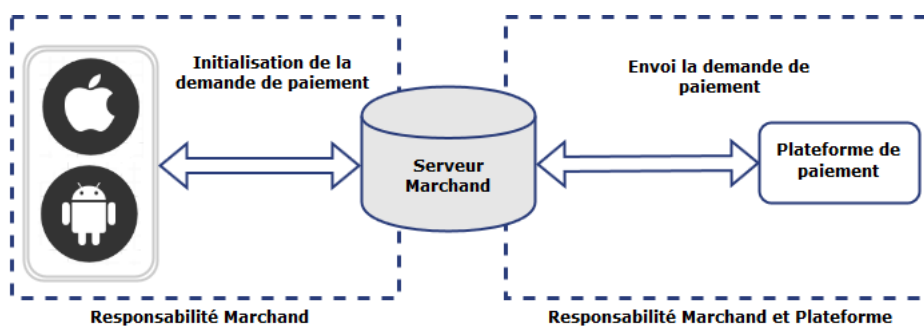 Initialisation de la
demande de paiement
Envoi la demande de
paiement
Serveur
Marchand
Plateforme de
paiement
Responsabilité Marchand
Responsabilité Marchand et Plateforme